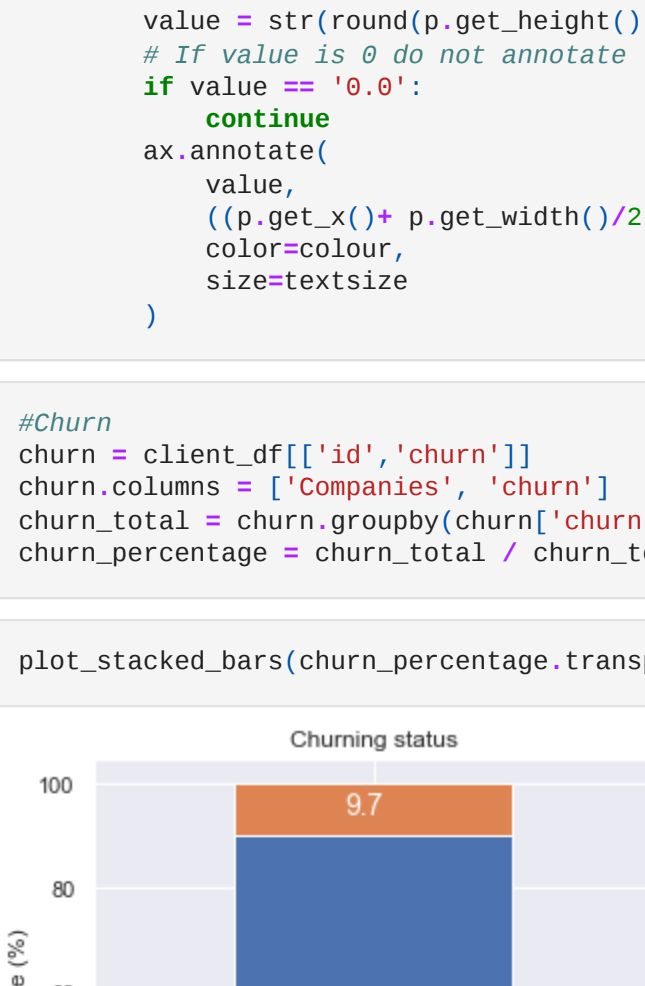 value = str(round(p.get_height()
# If value is 0 do not annotate
if value == '0.0':
continue
ax.annotate(
value,
((p.get_x()+ p.get_width()/2
color=colour,
size=textsize
)
#Churn
churn = client_df[['id','churn']]
churn.columns = ['Companies', 'churn']
churn_total = churn.groupby(churn['churn
churn_percentage = churn_total / churn_t
plot_stacked_bars(churn_percentage.trans
Churning status
100
9.7
80
(%)